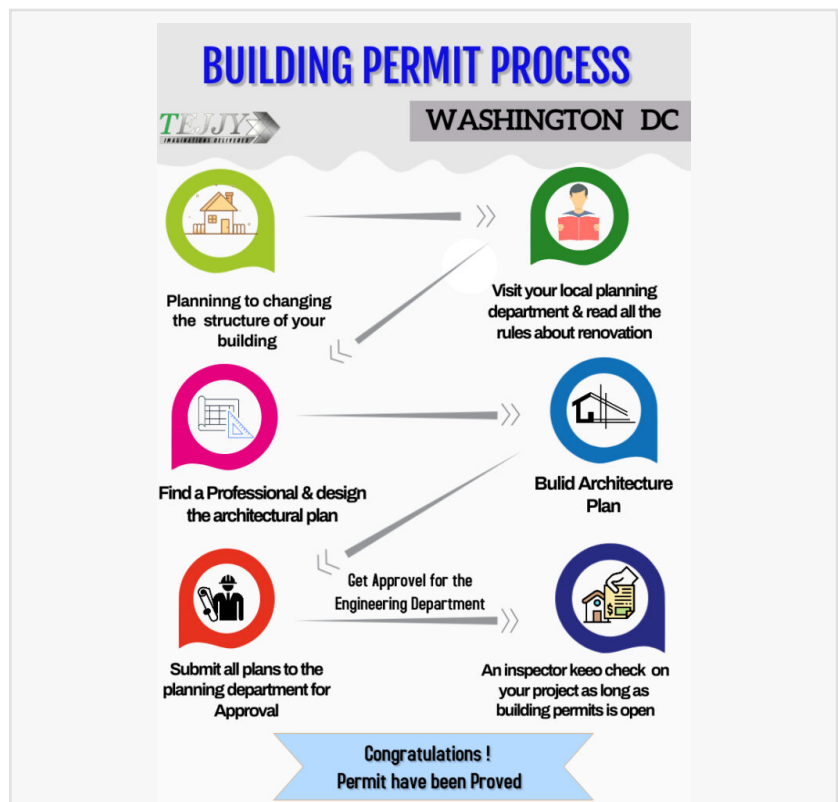 BUILDING PERMIT PROCESS
TEJJY
IMAGINATIONS DELIVERED
WASHINGTON DC
Planninng to changing
the structure of your
building
Visit your local planning
department & read all the
rules about renovation
Find a Professional & design
the architectural plan
Bulid Architecture
Plan
Get Approvel for the
Engineering Department
Submit all plans to the
planning department for
Approval
An inspector keeo check on
your project as long as
building permits is open
Congratulations !
Permit have been Proved